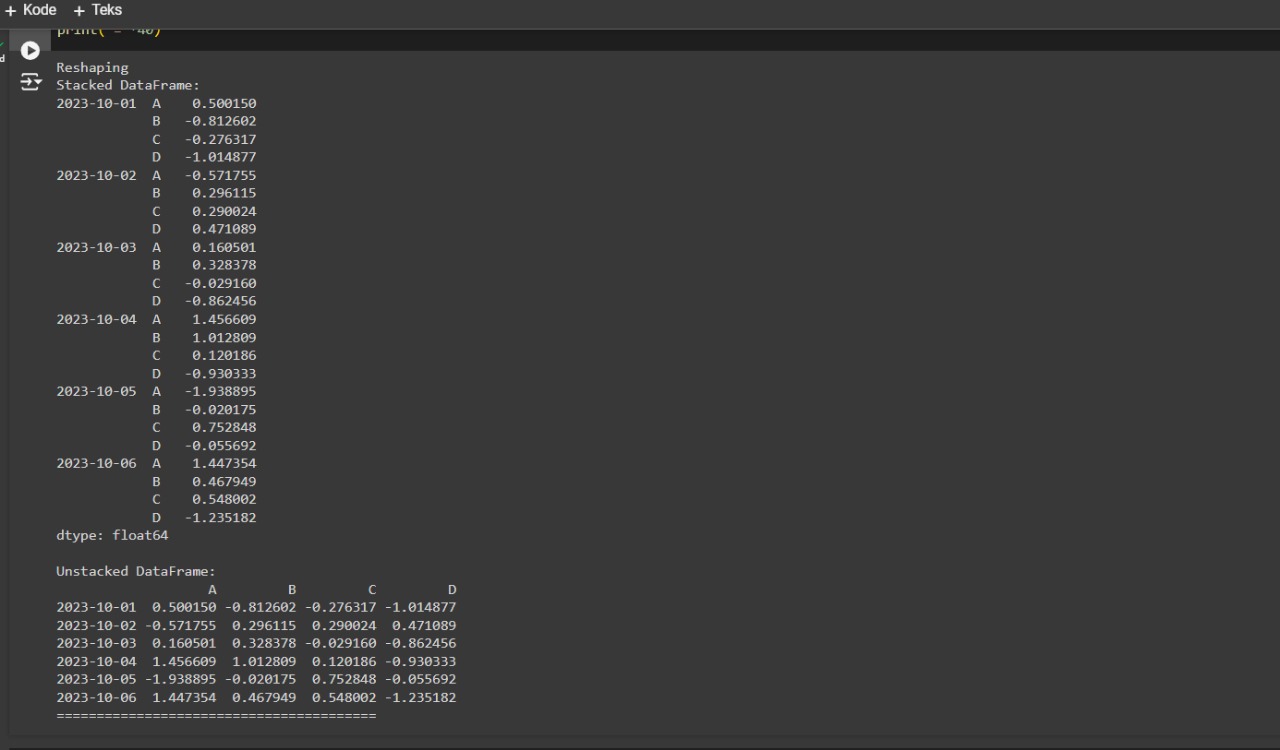 + Kode + Teks
print("="*40)
Reshaping
Stacked DataFrame:
2023-10-01  A    0.500150
            B   -0.812602
            C   -0.276317
            D   -1.014877
2023-10-02  A   -0.571755
            B    0.296115
            C    0.290024
            D    0.471089
2023-10-03  A    0.160501
            B    0.328378
            C   -0.029160
            D   -0.862456
2023-10-04  A    1.456609
            B    1.012809
            C    0.120186
            D   -0.930333
2023-10-05  A   -1.938895
            B   -0.020175
            C    0.752848
            D   -0.055692
2023-10-06  A    1.447354
            B    0.467949
            C    0.548002
            D   -1.235182
dtype: float64
Unstacked DataFrame:
                   A         B         C         D
2023-10-01  0.500150 -0.812602 -0.276317 -1.014877
2023-10-02 -0.571755  0.296115  0.290024  0.471089
2023-10-03  0.160501  0.328378 -0.029160 -0.862456
2023-10-04  1.456609  1.012809  0.120186 -0.930333
2023-10-05 -1.938895 -0.020175  0.752848 -0.055692
2023-10-06  1.447354  0.467949  0.548002 -1.235182
========================================